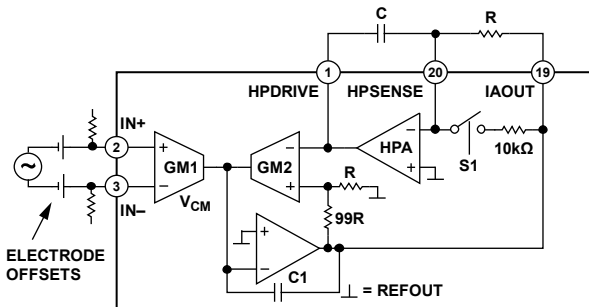 C
R
1
20
19
HPDRIVE
HPSENSE
IAOUT
IN+
2
+
GM1
−
GM2
+
−
HPA
+
S1
10kΩ
R
3
−
IN–
V_CM
99R
ELECTRODE
OFFSETS
+
−
C1
= REFOUT